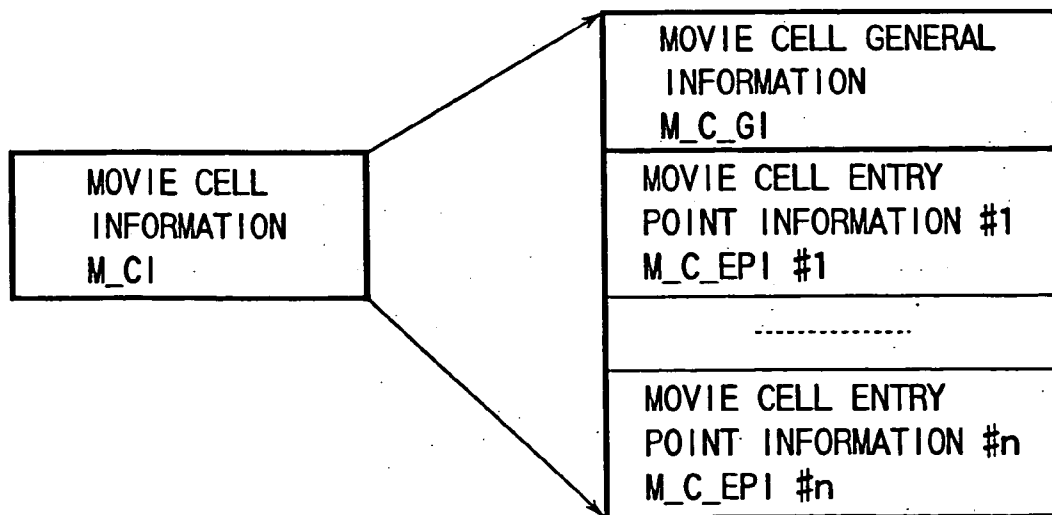 MOVIE CELL
INFORMATION
M_CI
MOVIE CELL GENERAL
INFORMATION
M_C_GI
MOVIE CELL ENTRY
POINT INFORMATION #1
M_C_EPI #1
MOVIE CELL ENTRY
POINT INFORMATION #n
M_C_EPI #n